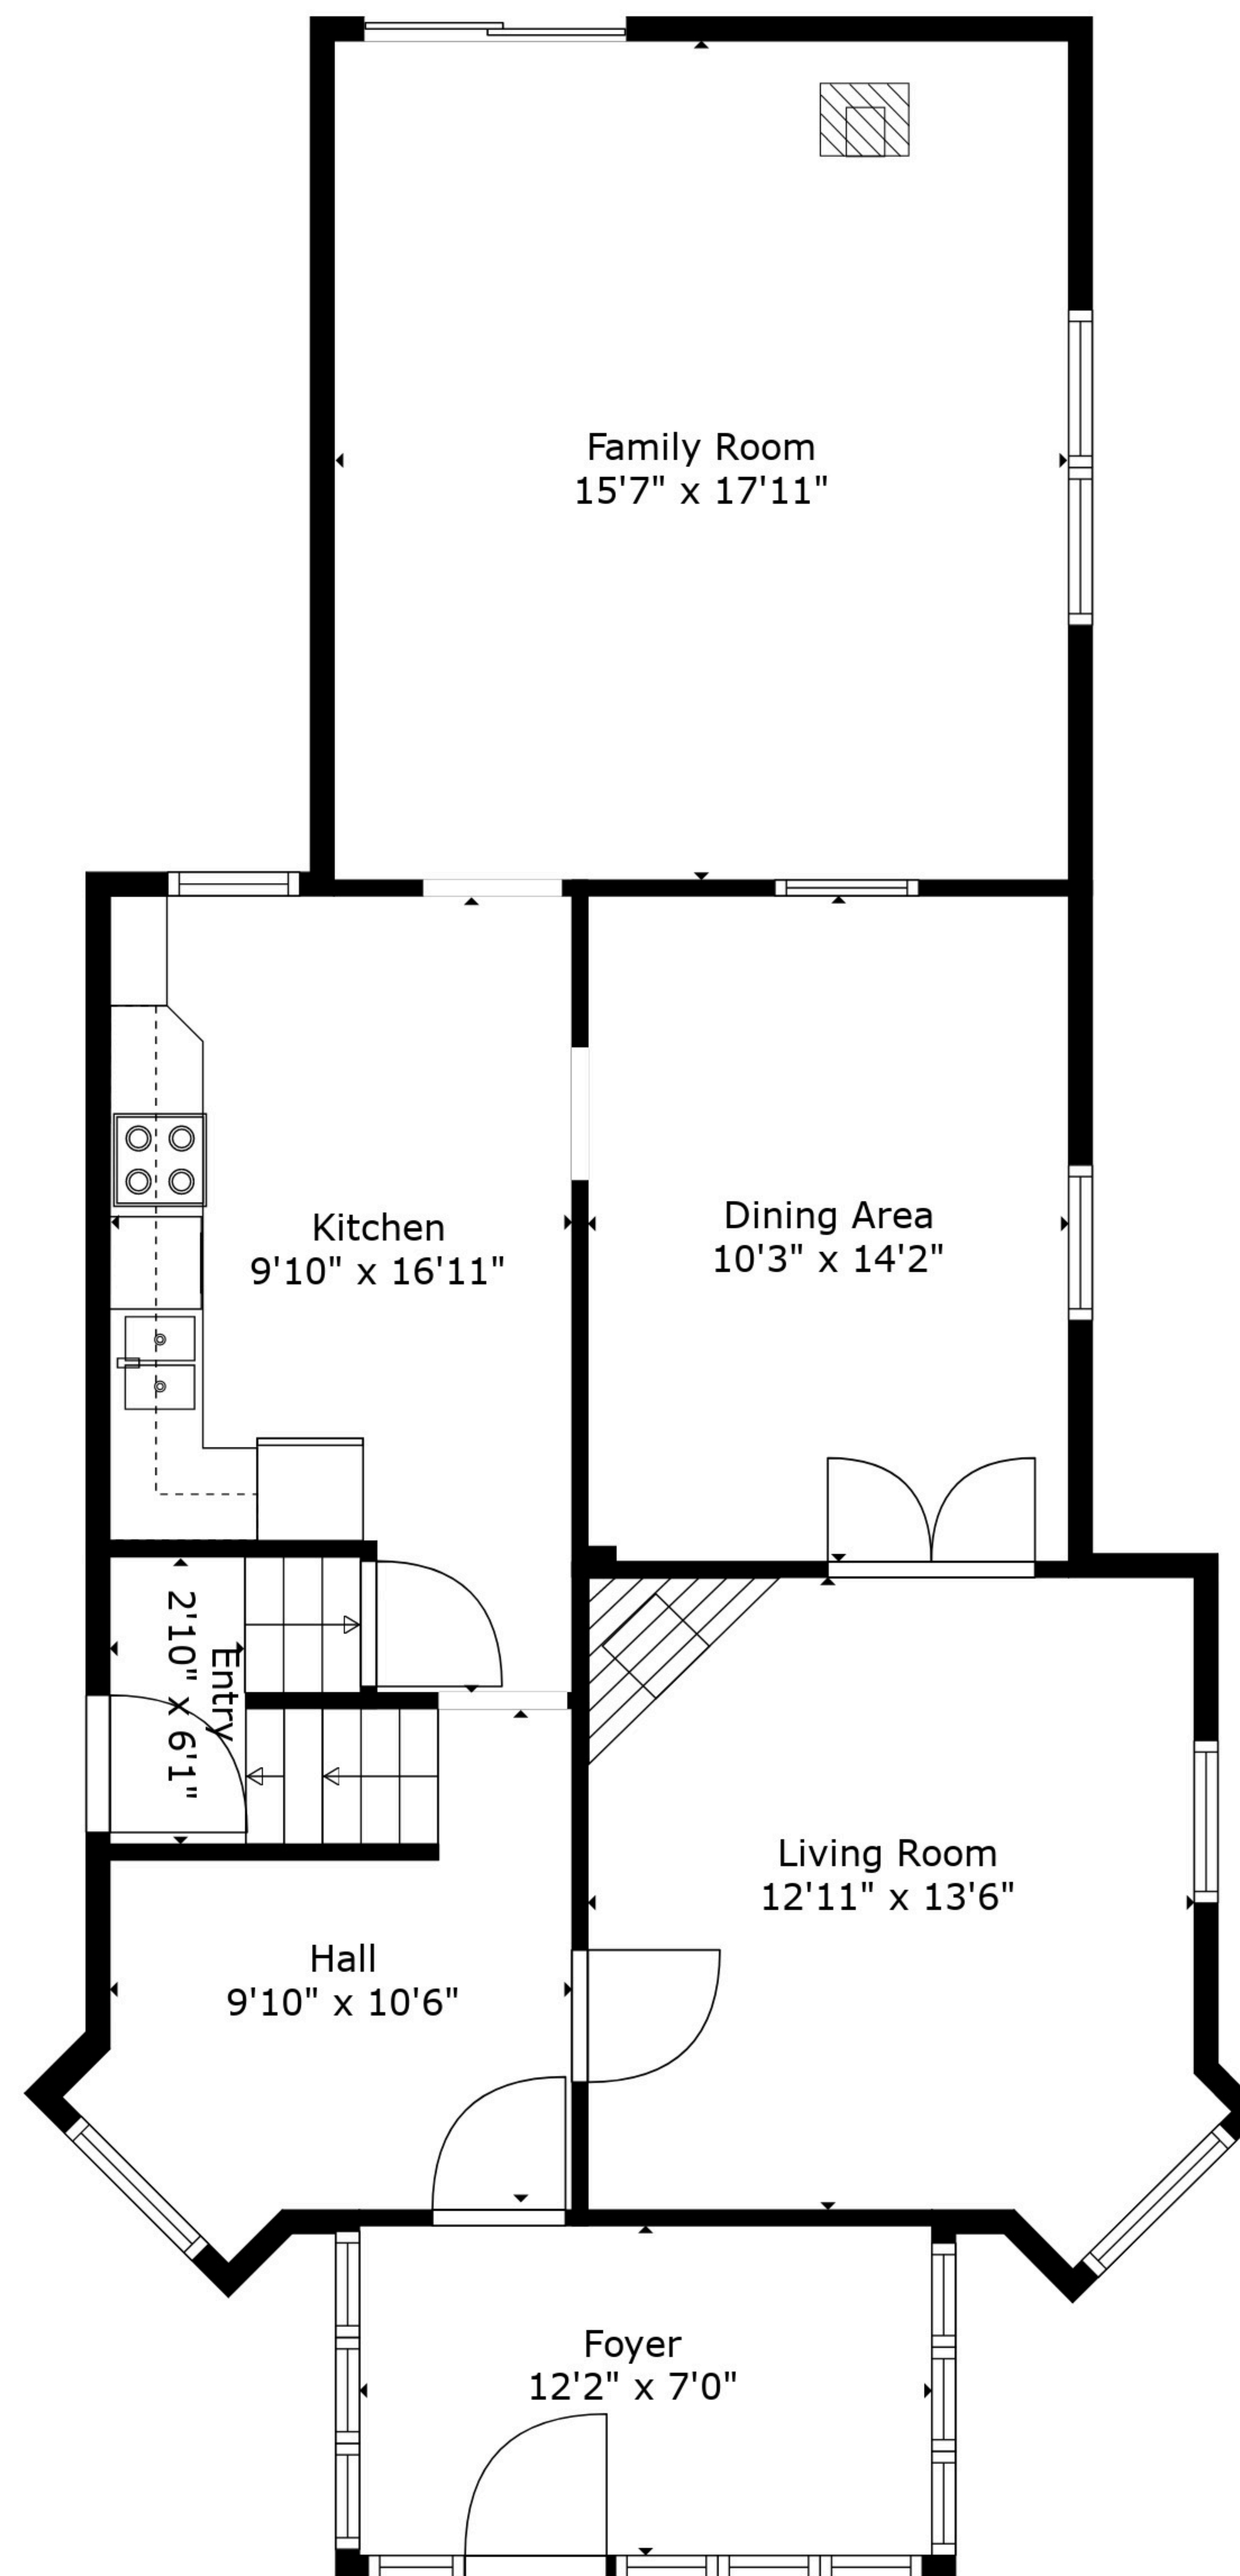 Family Room
15'7" x 17'11"
Kitchen
9'10" x 16'11"
Dining Area
10'3" x 14'2"
Entry
2'10" x 6'1"
Living Room
12'11" x 13'6"
Hall
9'10" x 10'6"
Foyer
12'2" x 7'0"